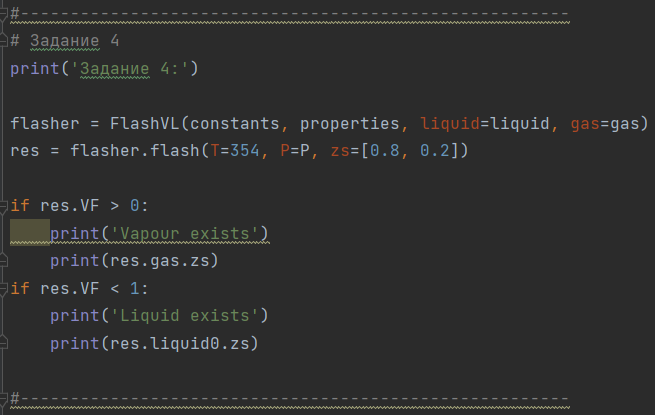 #-------------------------------------------------------
# Задание 4
print('Задание 4:')
flasher = FlashVL(constants, properties, liquid=liquid, gas=gas)
res = flasher.flash(T=354, P=P, zs=[0.8, 0.2])
if res.VF > 0:
    print('Vapour exists')
    print(res.gas.zs)
if res.VF < 1:
    print('Liquid exists')
    print(res.liquid0.zs)
#-------------------------------------------------------